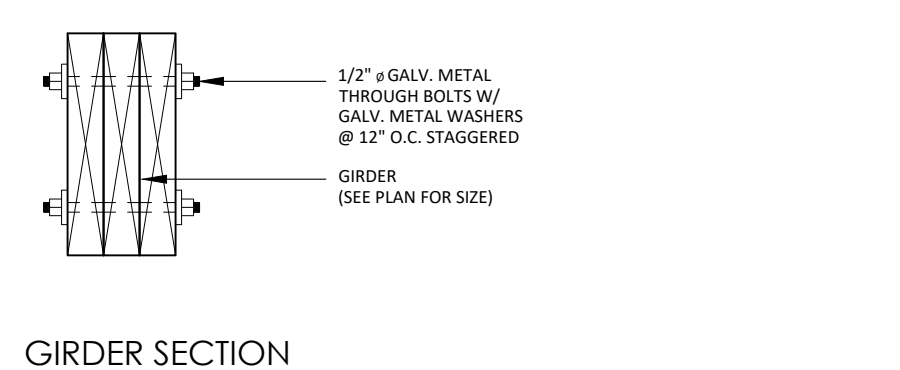 1/2" ø GALV. METAL
THROUGH BOLTS W/
GALV. METAL WASHERS
@ 12" O.C. STAGGERED
GIRDER
(SEE PLAN FOR SIZE)
GIRDER SECTION